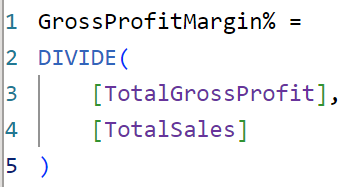 1 GrossProfitMargin% =
2 DIVIDE(
3 [TotalGrossProfit],
4 [TotalSales]
5 )